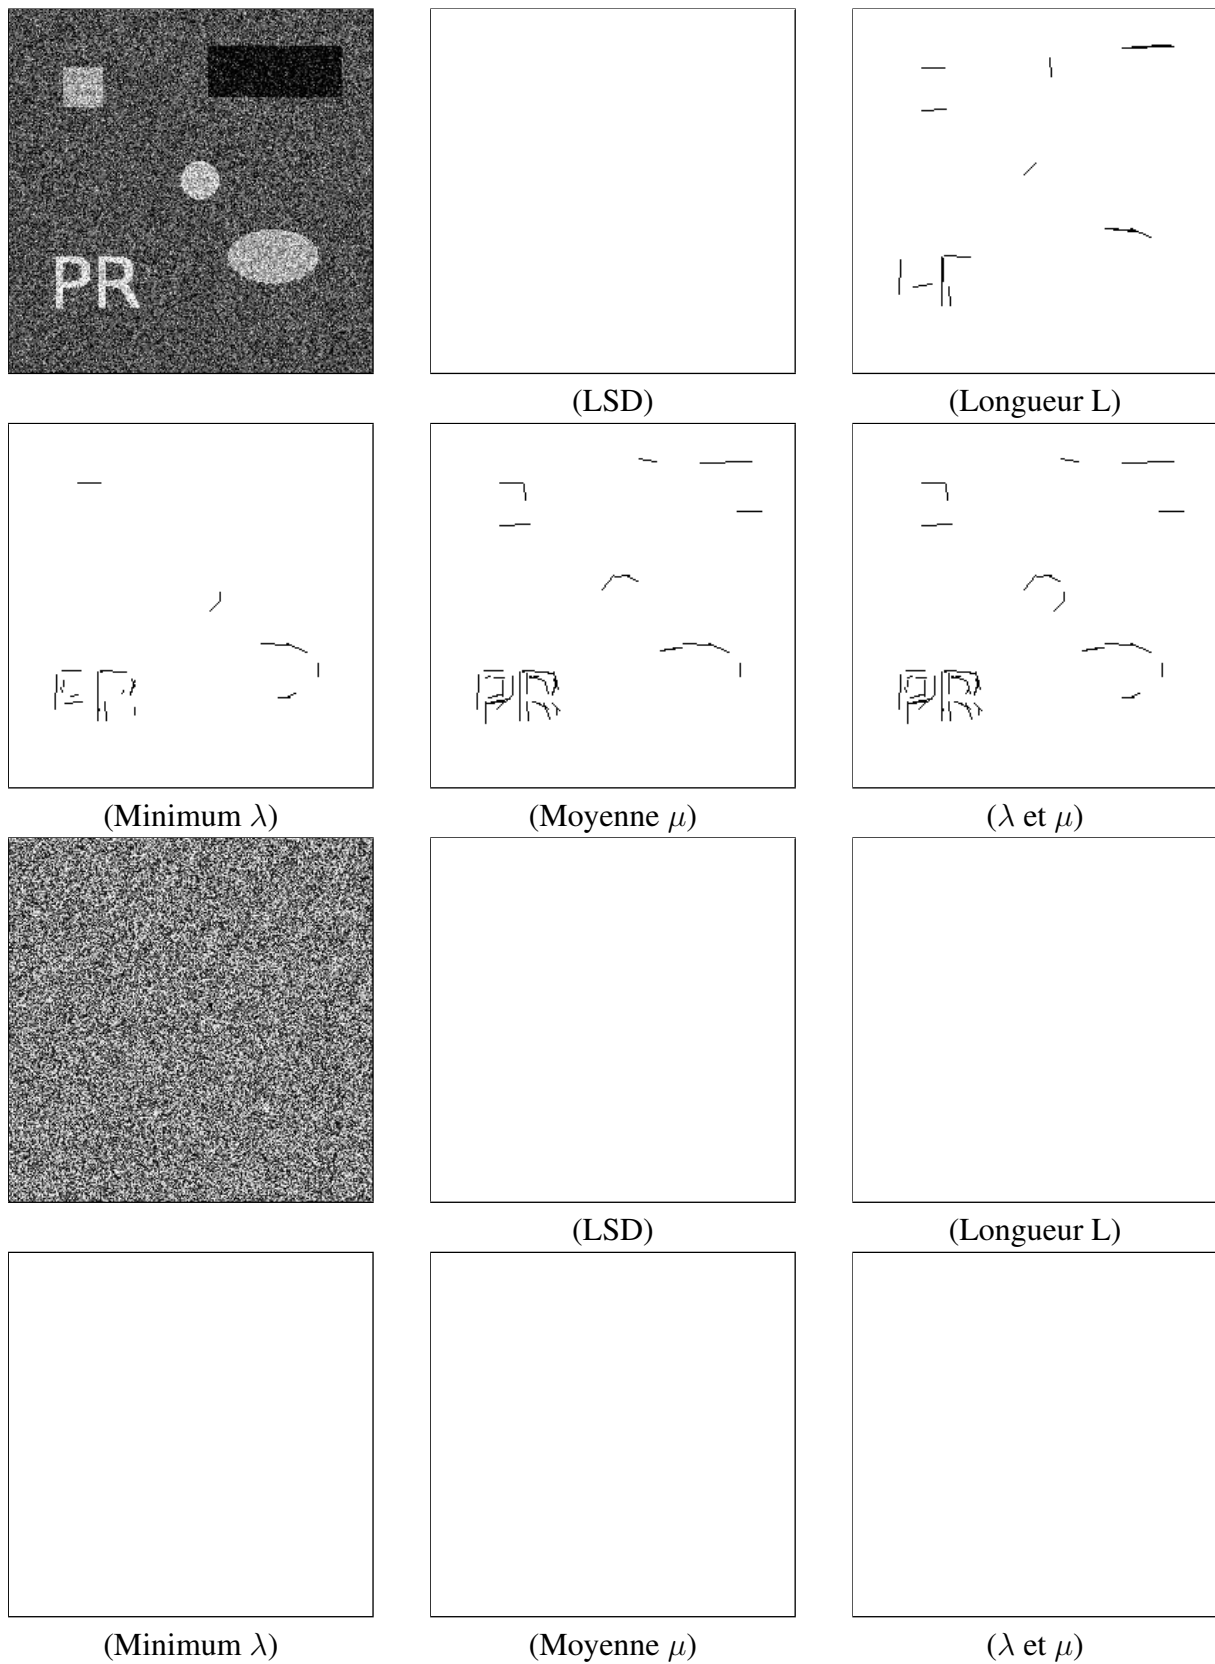 PR
(LSD) (Longueur L)
(Minimum λ) (Moyenne μ) (λ et μ)
(LSD) (Longueur L)
(Minimum λ) (Moyenne μ) (λ et μ)